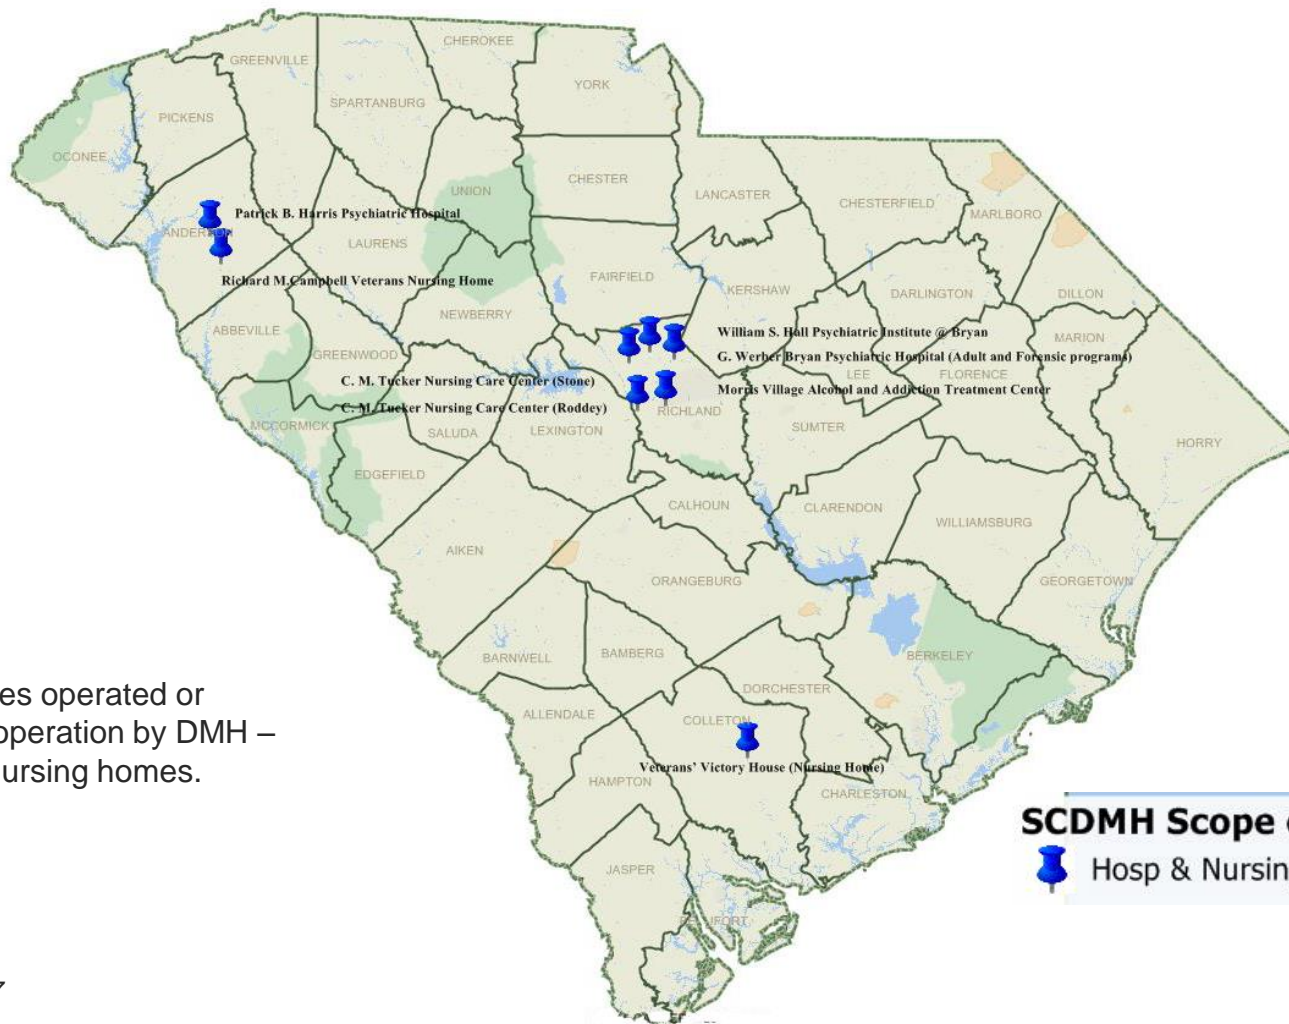 CHEROKEE
GREENVILLE
YORK
SPARTANBURG
PICKENS
OCONEE
CHESTER
UNION
LANCASTER
CHESTERFIELD
MARLBORO
Patrick B. Harris Psychiatric Hospital
ANDERSON
LAURENS
Richard M.Campbell Veterans Nursing Home
FAIRFIELD
KERSHAW
DARLINGTON
DILLON
NEWBERRY
ABBEVILLE
MARION
William S. Hall Psychiatric Institute @ Bryan
GREENWOOD
G. Werber Bryan Psychiatric Hospital (Adult and Forensic programs)
LEE
FLORENCE
C. M. Tucker Nursing Care Center (Stone)
Morris Village Alcohol and Addiction Treatment Center
C. M. Tucker Nursing Care Center (Roddey)
RICHLAND
MCCORMICK
SALUDA
LEXINGTON
SUMTER
HORRY
EDGEFIELD
CALHOUN
CLARENDON
WILLIAMSBURG
AIKEN
ORANGEBURG
GEORGETOWN
BARNWELL
BAMBERG
BERKELEY
DORCHESTER
es operated or
operation by DMH –
ursing homes.
ALLENDALE
COLLETON
Veterans' Victory House (Nursing Home)
HAMPTON
CHARLESTON
SCDMH Scope
Hosp & Nursin
JASPER